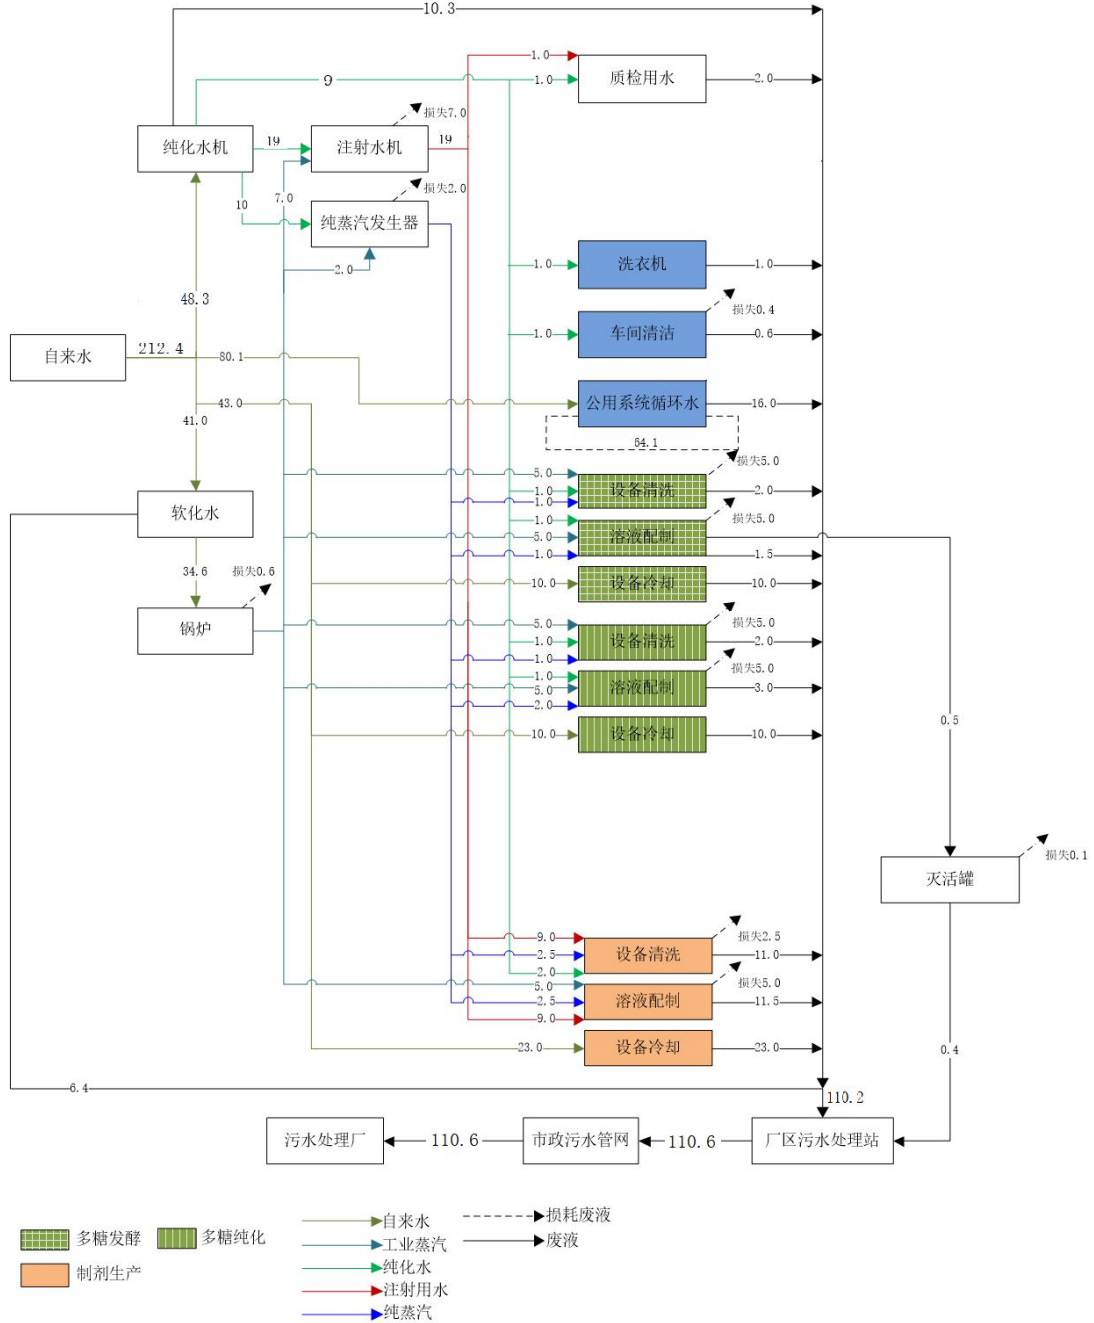 10.3
1.0
9
1.0
质检用水
2.0
损失7.0
纯化水机
19
注射水机
19
损失2.0
7.0
10
纯蒸汽发生器
1.0
洗衣机
1.0
2.0
48.3
损失0.4
1.0
车间清洁
0.6
自来水
212.4
80.1
43.0
公用系统循环水
16.0
41.0
64.1
损失5.0
5.0
1.0
设备清洗
2.0
1.0
软化水
1.0
损失5.0
5.0
溶液配制
1.0
1.5
34.6
损失0.6
10.0
设备冷却
10.0
锅炉
5.0
损失5.0
1.0
设备清洗
2.0
1.0
损失5.0
1.0
5.0
溶液配制
3.0
2.0
0.5
10.0
设备冷却
10.0
损失0.1
灭活罐
9.0
损失2.5
2.5
设备清洗
11.0
2.0
5.0
损失5.0
2.5
溶液配制
11.5
9.0
23.0
设备冷却
23.0
0.4
6.4
110.2
污水处理厂
110.6
市政污水管网
110.6
厂区污水处理站
多糖发酵
多糖纯化
制剂生产
自来水
工业蒸汽
纯化水
注射用水
纯蒸汽
损耗废液
废液